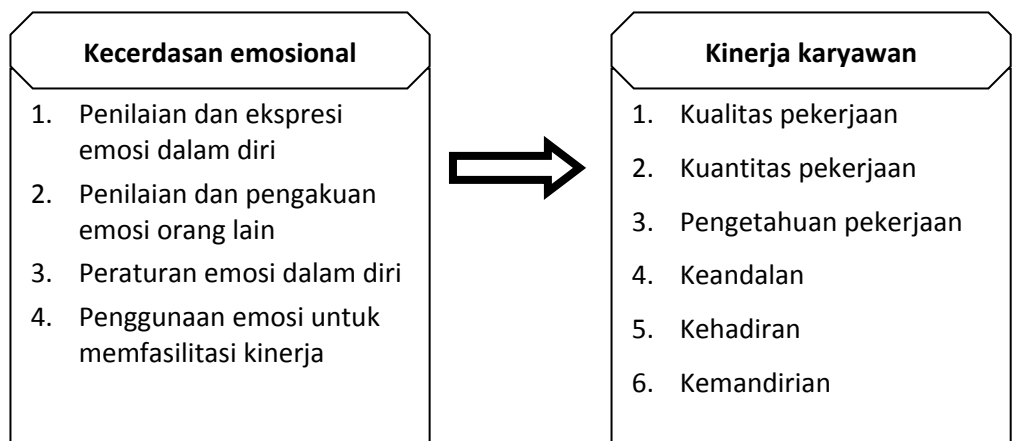 Kecerdasan emosional
1. Penilaian dan ekspresi
emosi dalam diri
2. Penilaian dan pengakuan
emosi orang lain
3. Peraturan emosi dalam diri
4. Penggunaan emosi untuk
memfasilitasi kinerja
Kinerja karyawan
1. Kualitas pekerjaan
2. Kuantitas pekerjaan
3. Pengetahuan pekerjaan
4. Keandalan
5. Kehadiran
6. Kemandirian